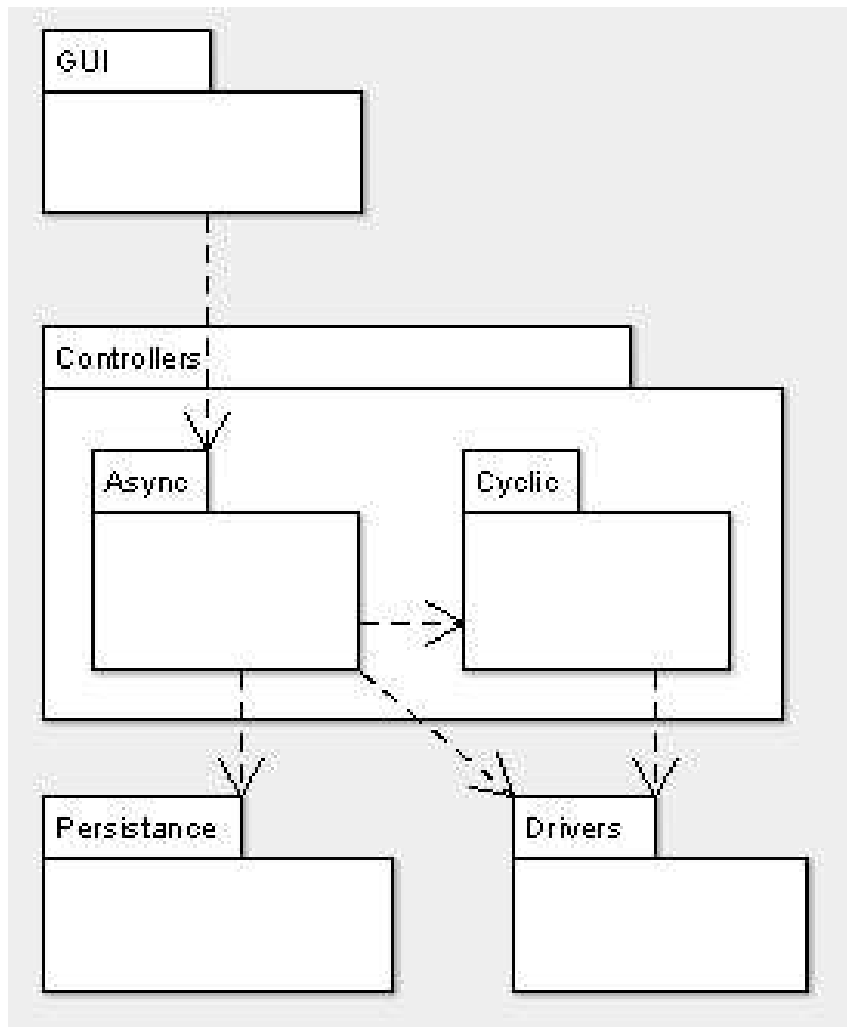 GUI
Controllers
Async
Cyclic
Persistance
Drivers